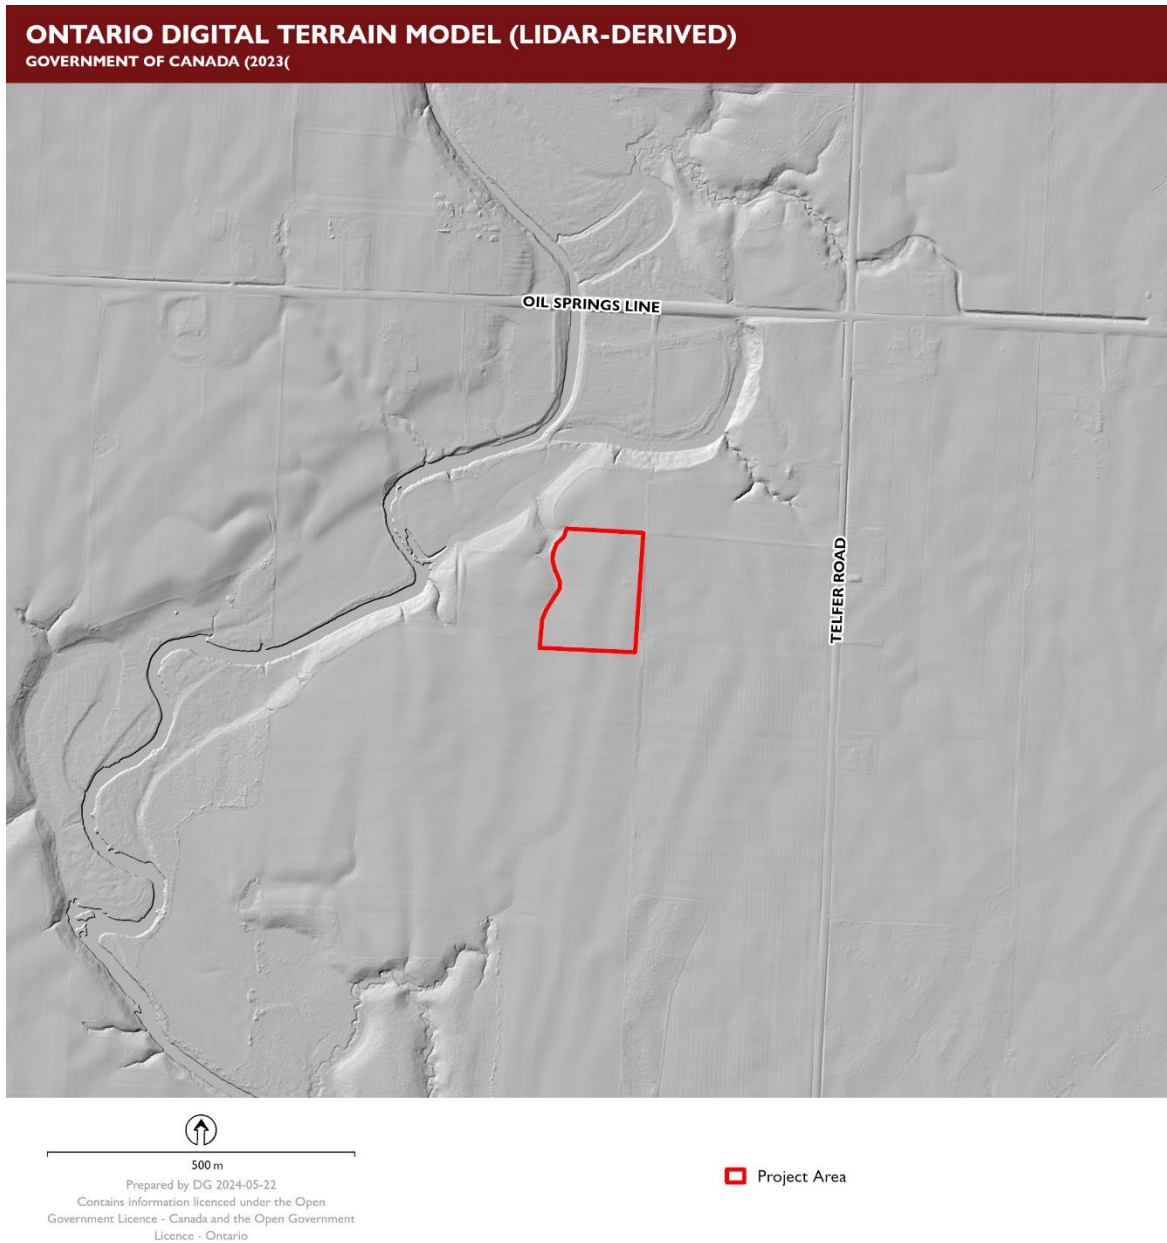 ONTARIO DIGITAL TERRAIN MODEL (LIDAR-DERIVED)
GOVERNMENT OF CANADA (2023(
OIL SPRINGS LINE
TELFER ROAD
500 m
Prepared by DG 2024-05-22
Contains information licenced under the Open
Government Licence - Canada and the Open Government
Licence - Ontario
Project Area